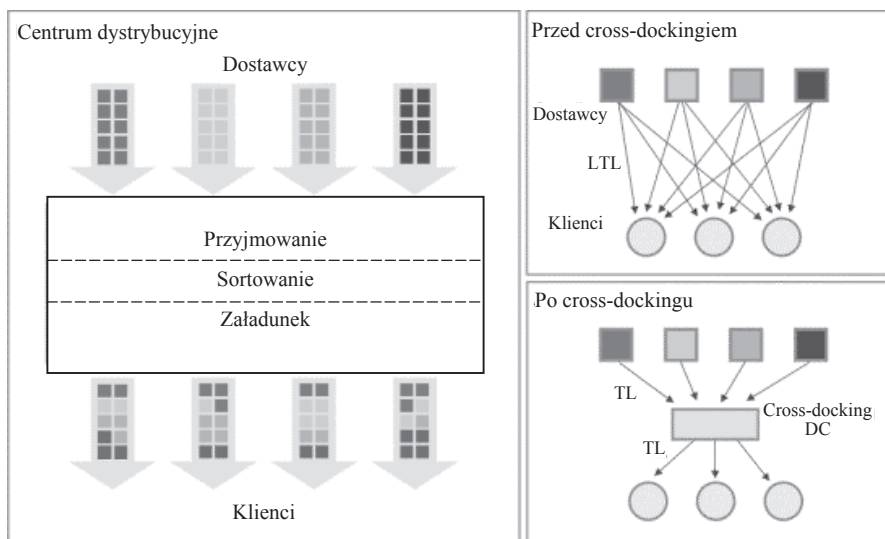 Centrum dystrybucyjne
Dostawcy
Przyjmowanie
Sortowanie
Załadunek
Klienci
Przed cross-dockingiem
Dostawcy
LTL
Klienci
Po cross-dockingu
TL
Cross-docking
DC
TL